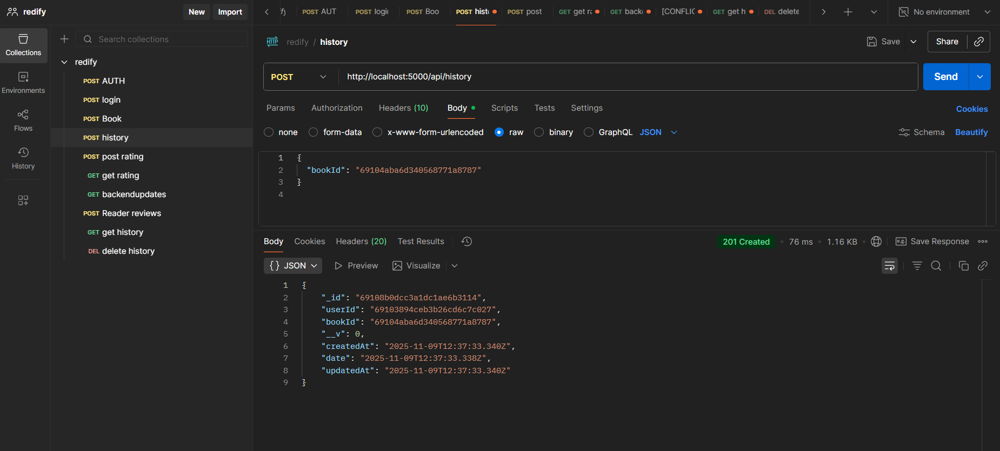 redify
New
Import
POST AUT
POST login
POST Boo
POST hist
POST post
GET get ra
GET back
[CONFLIC
GET get h
DEL delete
No environment
Collections
Search collections
HTTP redify / history
Save
Share
redify
POST AUTH
POST login
POST Book
POST history
POST post rating
GET get rating
GET backendupdates
POST Reader reviews
GET get history
DEL delete history
Environments
Flows
History
POST http://localhost:5000/api/history
Send
Params Authorization Headers (10) Body Scripts Tests Settings
Cookies
none form-data x-www-form-urlencoded raw binary GraphQL JSON
Schema Beautify
1 {
2 "bookId": "69104aba6d340568771a8787"
3 }
4
Body Cookies Headers (20) Test Results
201 Created • 76 ms • 1.16 KB • e.g. Save Response
{} JSON Preview Visualize
1 {
2 "_id": "69108b0dcc3a1dc1ae6b3114",
3 "userId": "69103894ceb3b26cd6c7c027",
4 "bookId": "69104aba6d340568771a8787",
5 "__v": 0,
6 "createdAt": "2025-11-09T12:37:33.340Z",
7 "date": "2025-11-09T12:37:33.338Z",
8 "updatedAt": "2025-11-09T12:37:33.340Z"
9 }